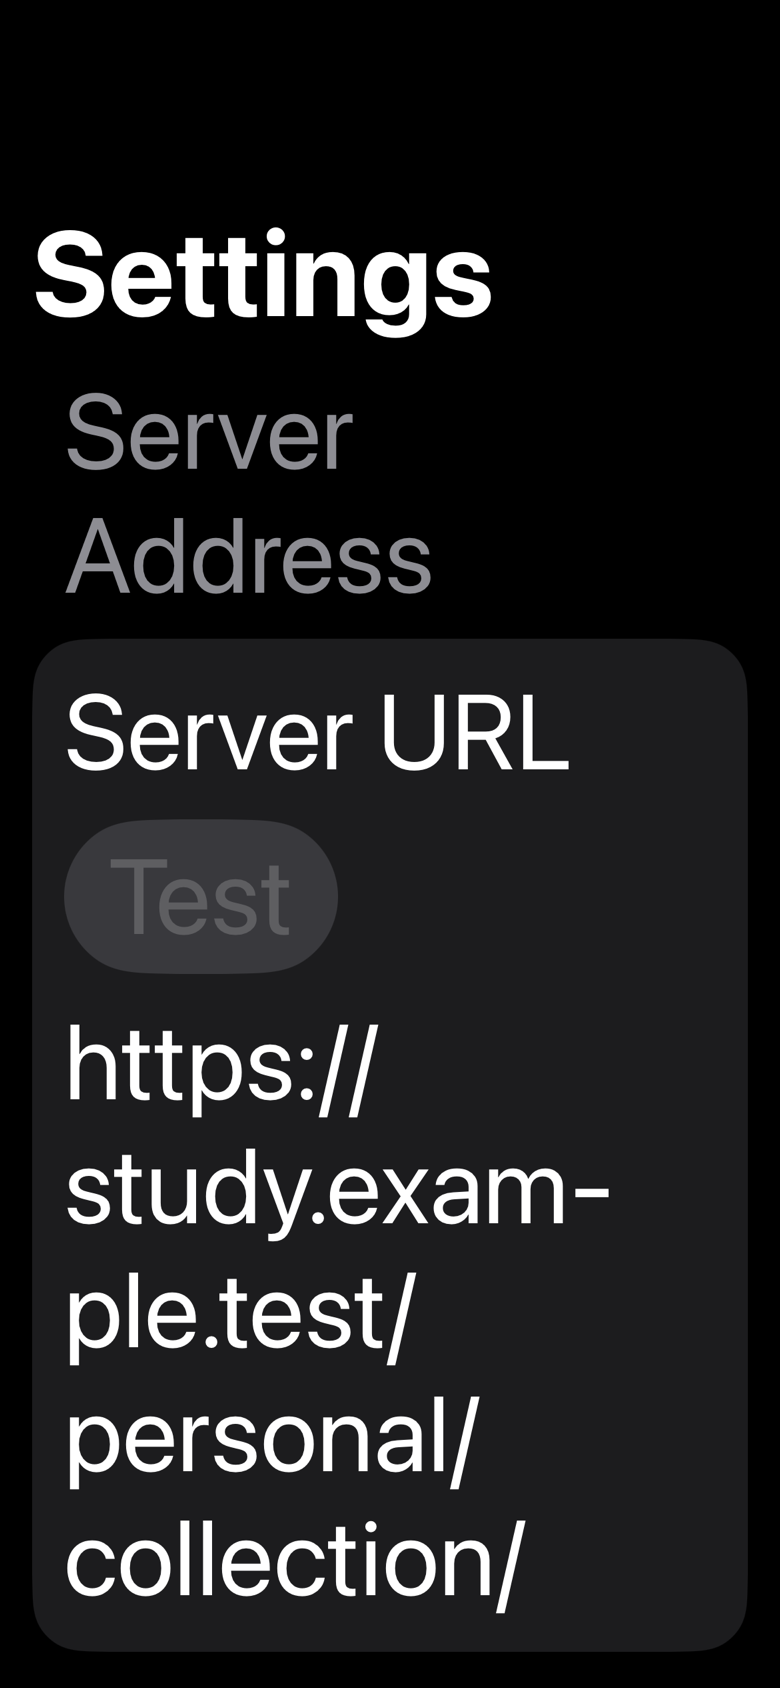 Settings
Server
Address
Server URL
Test
https://
study.exam-
ple.test/
personal/
collection/